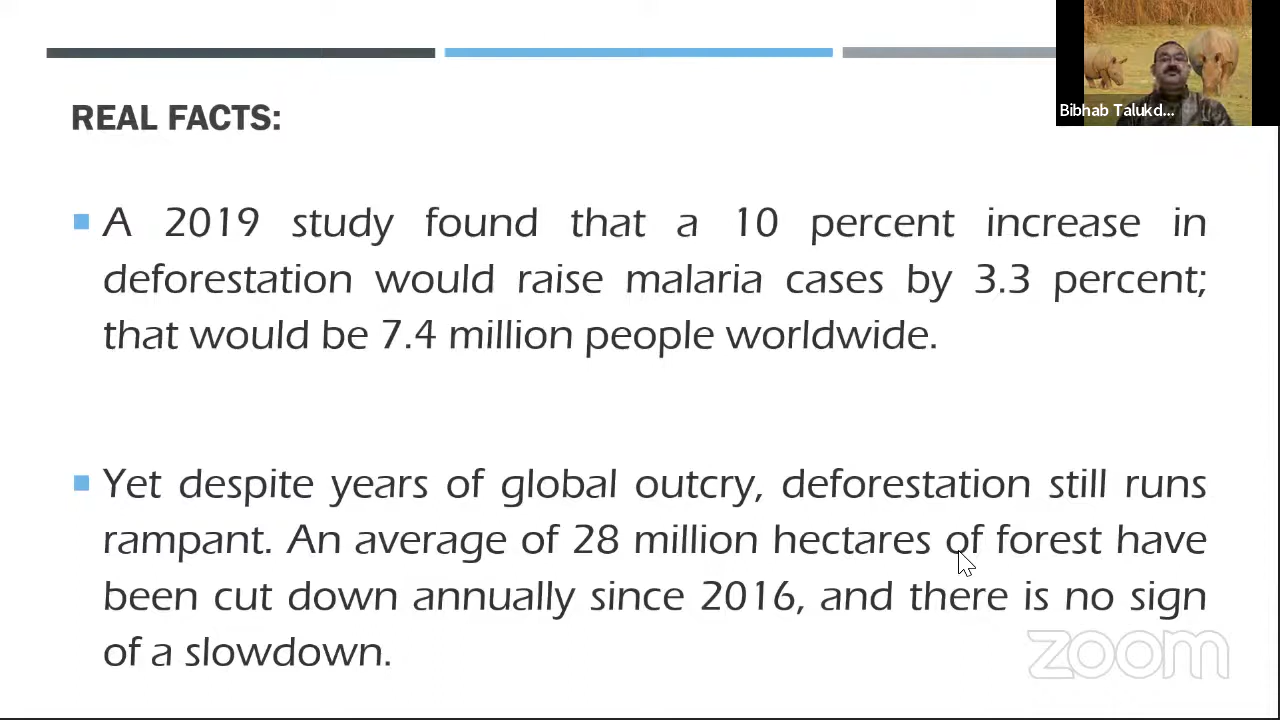 Bibhab Talukd...
REAL FACTS:
A 2019 study found that a 10 percent increase in
deforestation would raise malaria cases by 3.3 percent;
that would be 7.4 million people worldwide.
Yet despite years of global outcry, deforestation still runs
rampant. An average of 28 million hectares of forest have
been cut down annually since 2016, and there is no sign
of a slowdown.
zoom